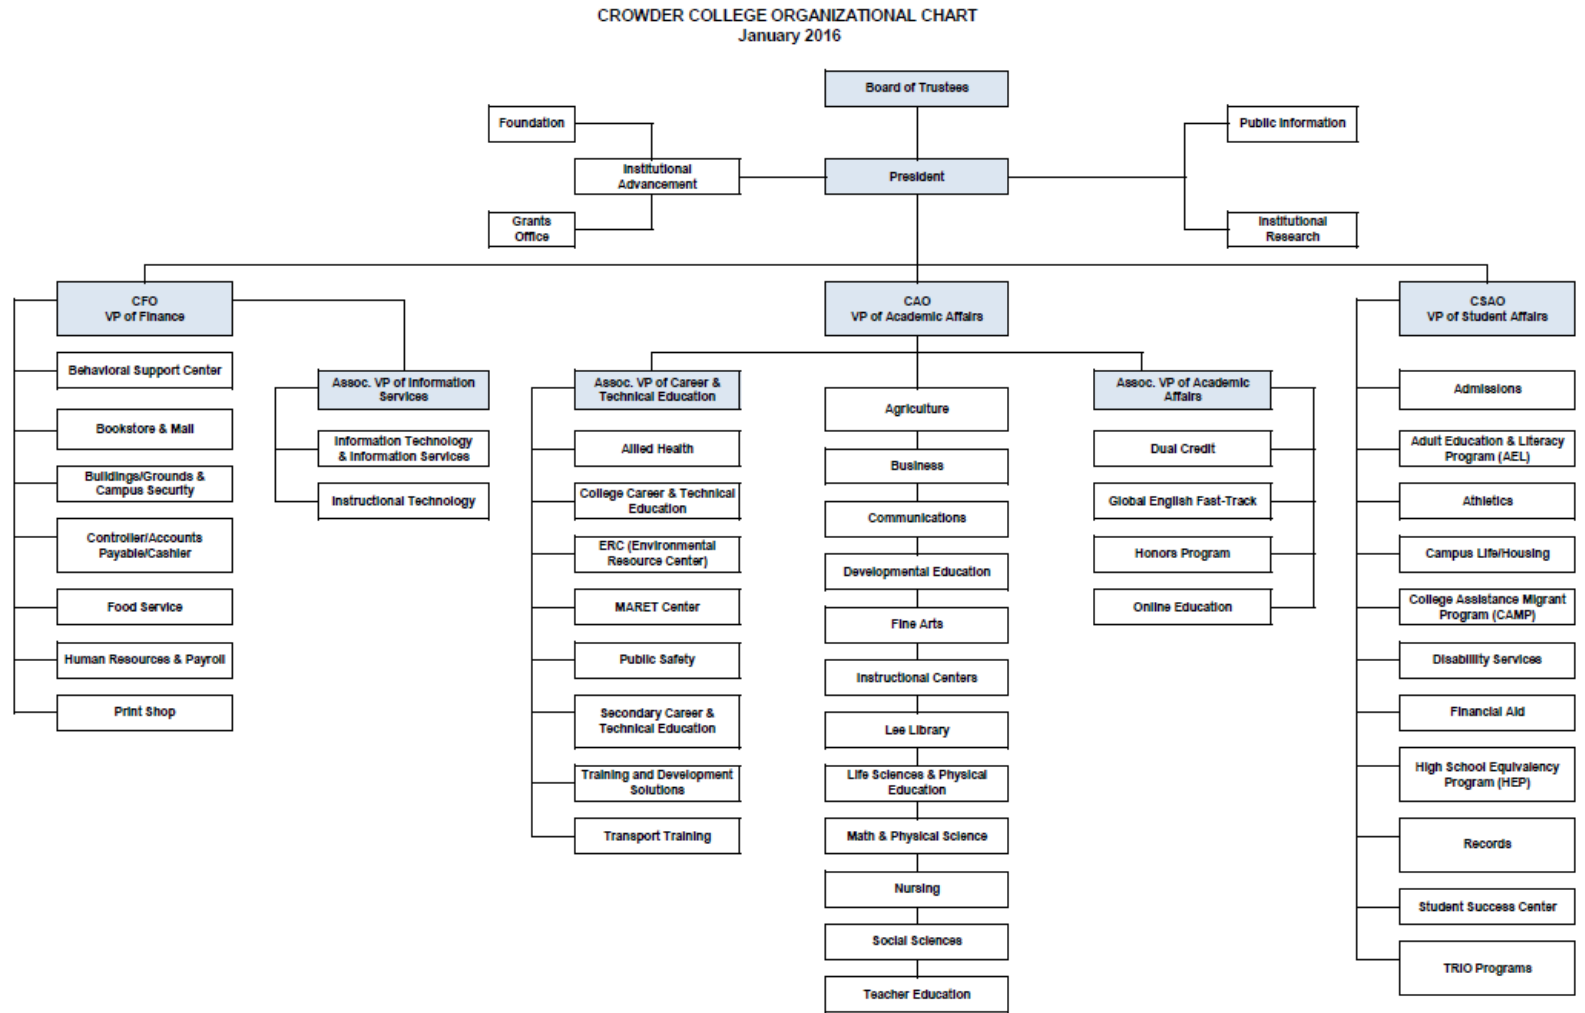 CROWDER COLLEGE ORGANIZATIONAL CHART
January 2016
Board of Trustees
Foundation
Public Information
Institutional
Advancement
President
Grants
Office
Institutional
Research
CFO
VP of Finance
CAO
VP of Academic Affairs
CSAO
VP of Student Affairs
Behavioral Support Center
Bookstore & Mail
Buildings/Grounds &
Campus Security
Controller/Accounts
Payable/Cashier
Food Service
Human Resources & Payroll
Print Shop
Assoc. VP of Information
Services
Information Technology
& Information Services
Instructional Technology
Assoc. VP of Career &
Technical Education
Allied Health
College Career & Technical
Education
ERC (Environmental
Resource Center)
MARET Center
Public Safety
Secondary Career &
Technical Education
Training and Development
Solutions
Transport Training
Agriculture
Business
Communications
Developmental Education
Fine Arts
Instructional Centers
Lee Library
Life Sciences & Physical
Education
Math & Physical Science
Nursing
Social Sciences
Teacher Education
Assoc. VP of Academic
Affairs
Dual Credit
Global English Fast-Track
Honors Program
Online Education
Admissions
Adult Education & Literacy
Program (AEL)
Athletics
Campus Life/Housing
College Assistance Migrant
Program (CAMP)
Disability Services
Financial Aid
High School Equivalency
Program (HEP)
Records
Student Success Center
TRIO Programs